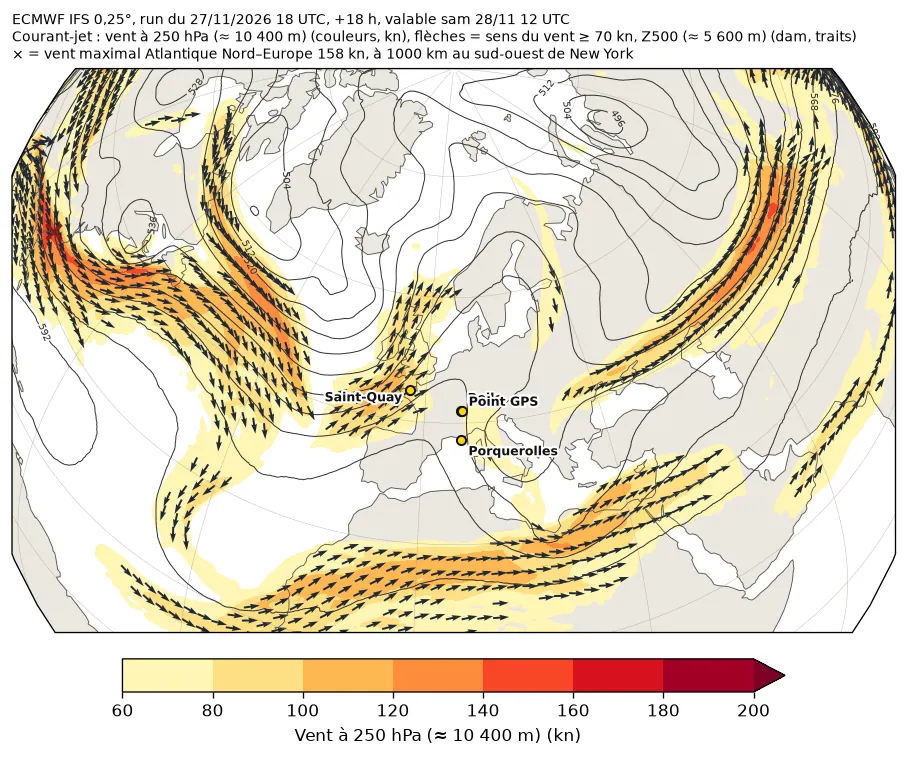 ECMWF IFS 0,25°, run du 27/11/2026 18 UTC, +18 h, valable sam 28/11 12 UTC
Courant-jet : vent à 250 hPa (≈ 10 400 m) (couleurs, kn), flèches = sens du vent ≥ 70 kn, Z500 (≈ 5 600 m) (dam, traits)
× = vent maximal Atlantique Nord–Europe 158 kn, à 1000 km au sud-ouest de New York
528
512
504
496
568
504
536
512
520
592
Saint-Quay
Point GPS
Porquerolles
60 80 100 120 140 160 180 200
Vent à 250 hPa (≈ 10 400 m) (kn)